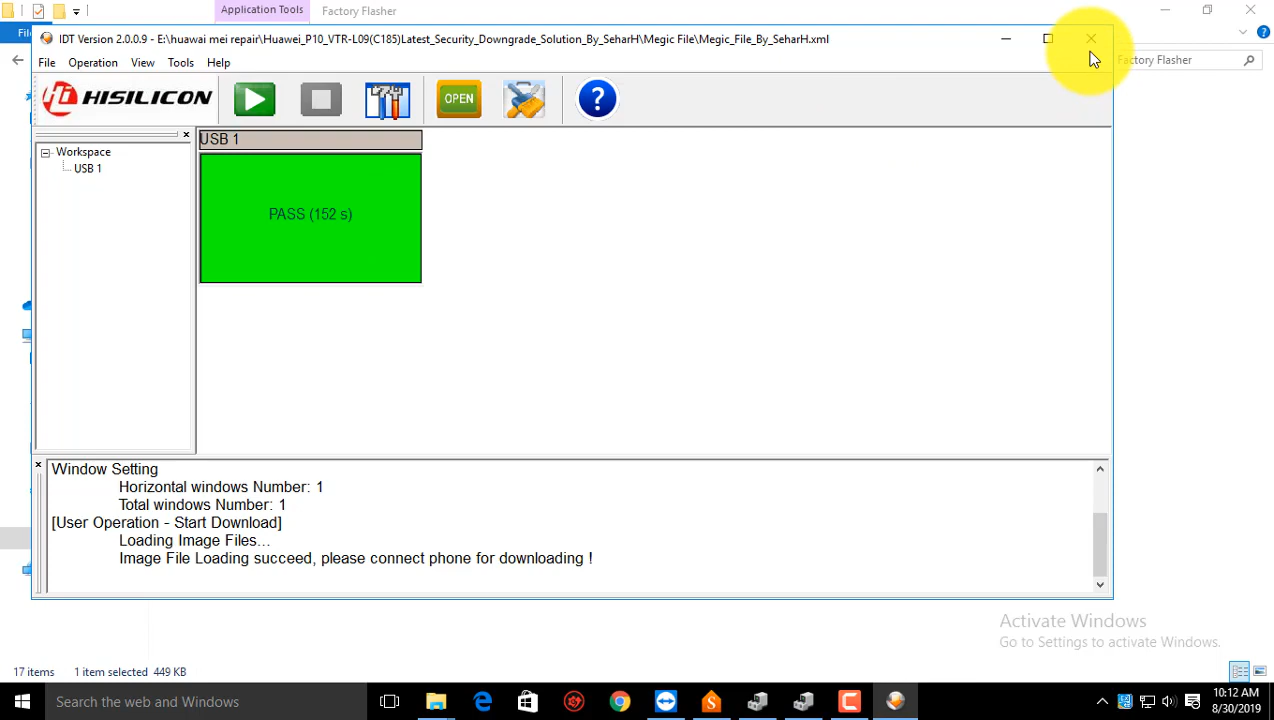 Application Tools
Factory Flasher
File
IDT Version 2.0.0.9 - E:\huawai mei repair\Huawei_P10_VTR-L09(C185)Latest_Security_Downgrade_Solution_By_SeharH\Megic File\Megic_File_By_SeharH.xml
Factory Flasher
File Operation View Tools Help
HISILICON
OPEN
?
Workspace
USB 1
USB 1
PASS (152 s)
Window Setting
Horizontal windows Number: 1
Total windows Number: 1
[User Operation - Start Download]
Loading Image Files...
Image File Loading succeed, please connect phone for downloading !
Activate Windows
Go to Settings to activate Windows.
17 items 1 item selected 449 KB
Search the web and Windows
10:12 AM
8/30/2019